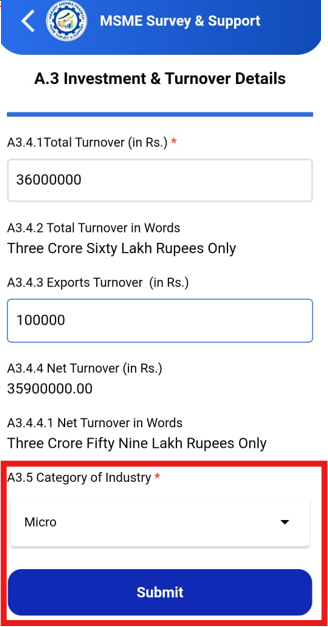 MSME Survey & Support
A.3 Investment & Turnover Details
A3.4.1Total Turnover (in Rs.) *
36000000
A3.4.2 Total Turnover in Words
Three Crore Sixty Lakh Rupees Only
A3.4.3 Exports Turnover (in Rs.)
100000
A3.4.4 Net Turnover (in Rs.)
35900000.00
A3.4.4.1 Net Turnover in Words
Three Crore Fifty Nine Lakh Rupees Only
A3.5 Category of Industry *
Micro
Submit